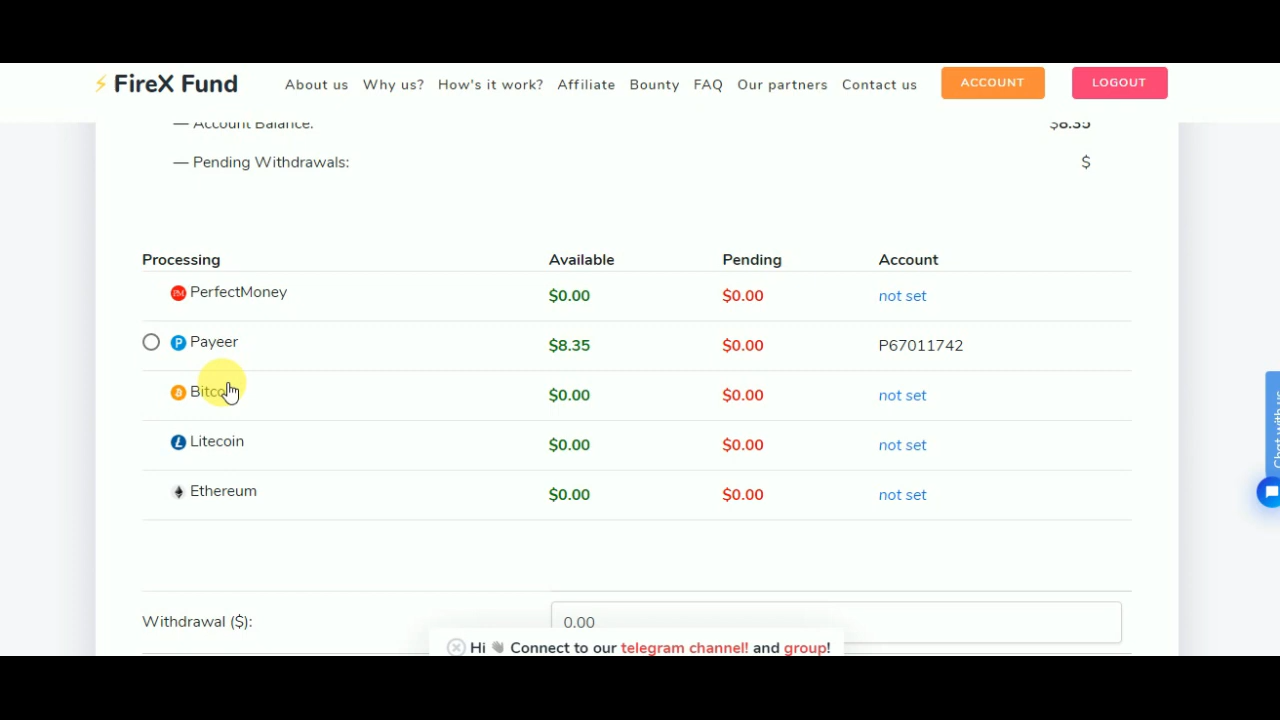 FireX Fund About us Why us? How's it work? Affiliate Bounty FAQ Our partners Contact us ACCOUNT LOGOUT
— Account Balance: $8.35
— Pending Withdrawals: $
Processing Available Pending Account
PerfectMoney $0.00 $0.00 not set
Payeer $8.35 $0.00 P67011742
$0.00 $0.00 not set
Litecoin $0.00 $0.00 not set
Ethereum $0.00 $0.00 not set
Chat with us
Withdrawal ($): 0.00
Hi 👋 Connect to our telegram channel! and group!